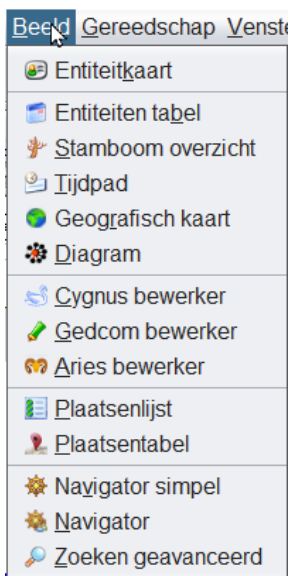 Beeld Gereedschap Venste
Entiteitkaart
Entiteiten tabel
Stamboom overzicht
Tijdpad
Geografisch kaart
Diagram
Cygnus bewerker
Gedcom bewerker
Aries bewerker
Plaatsenlijst
Plaatsentabel
Navigator simpel
Navigator
Zoeken geavanceerd